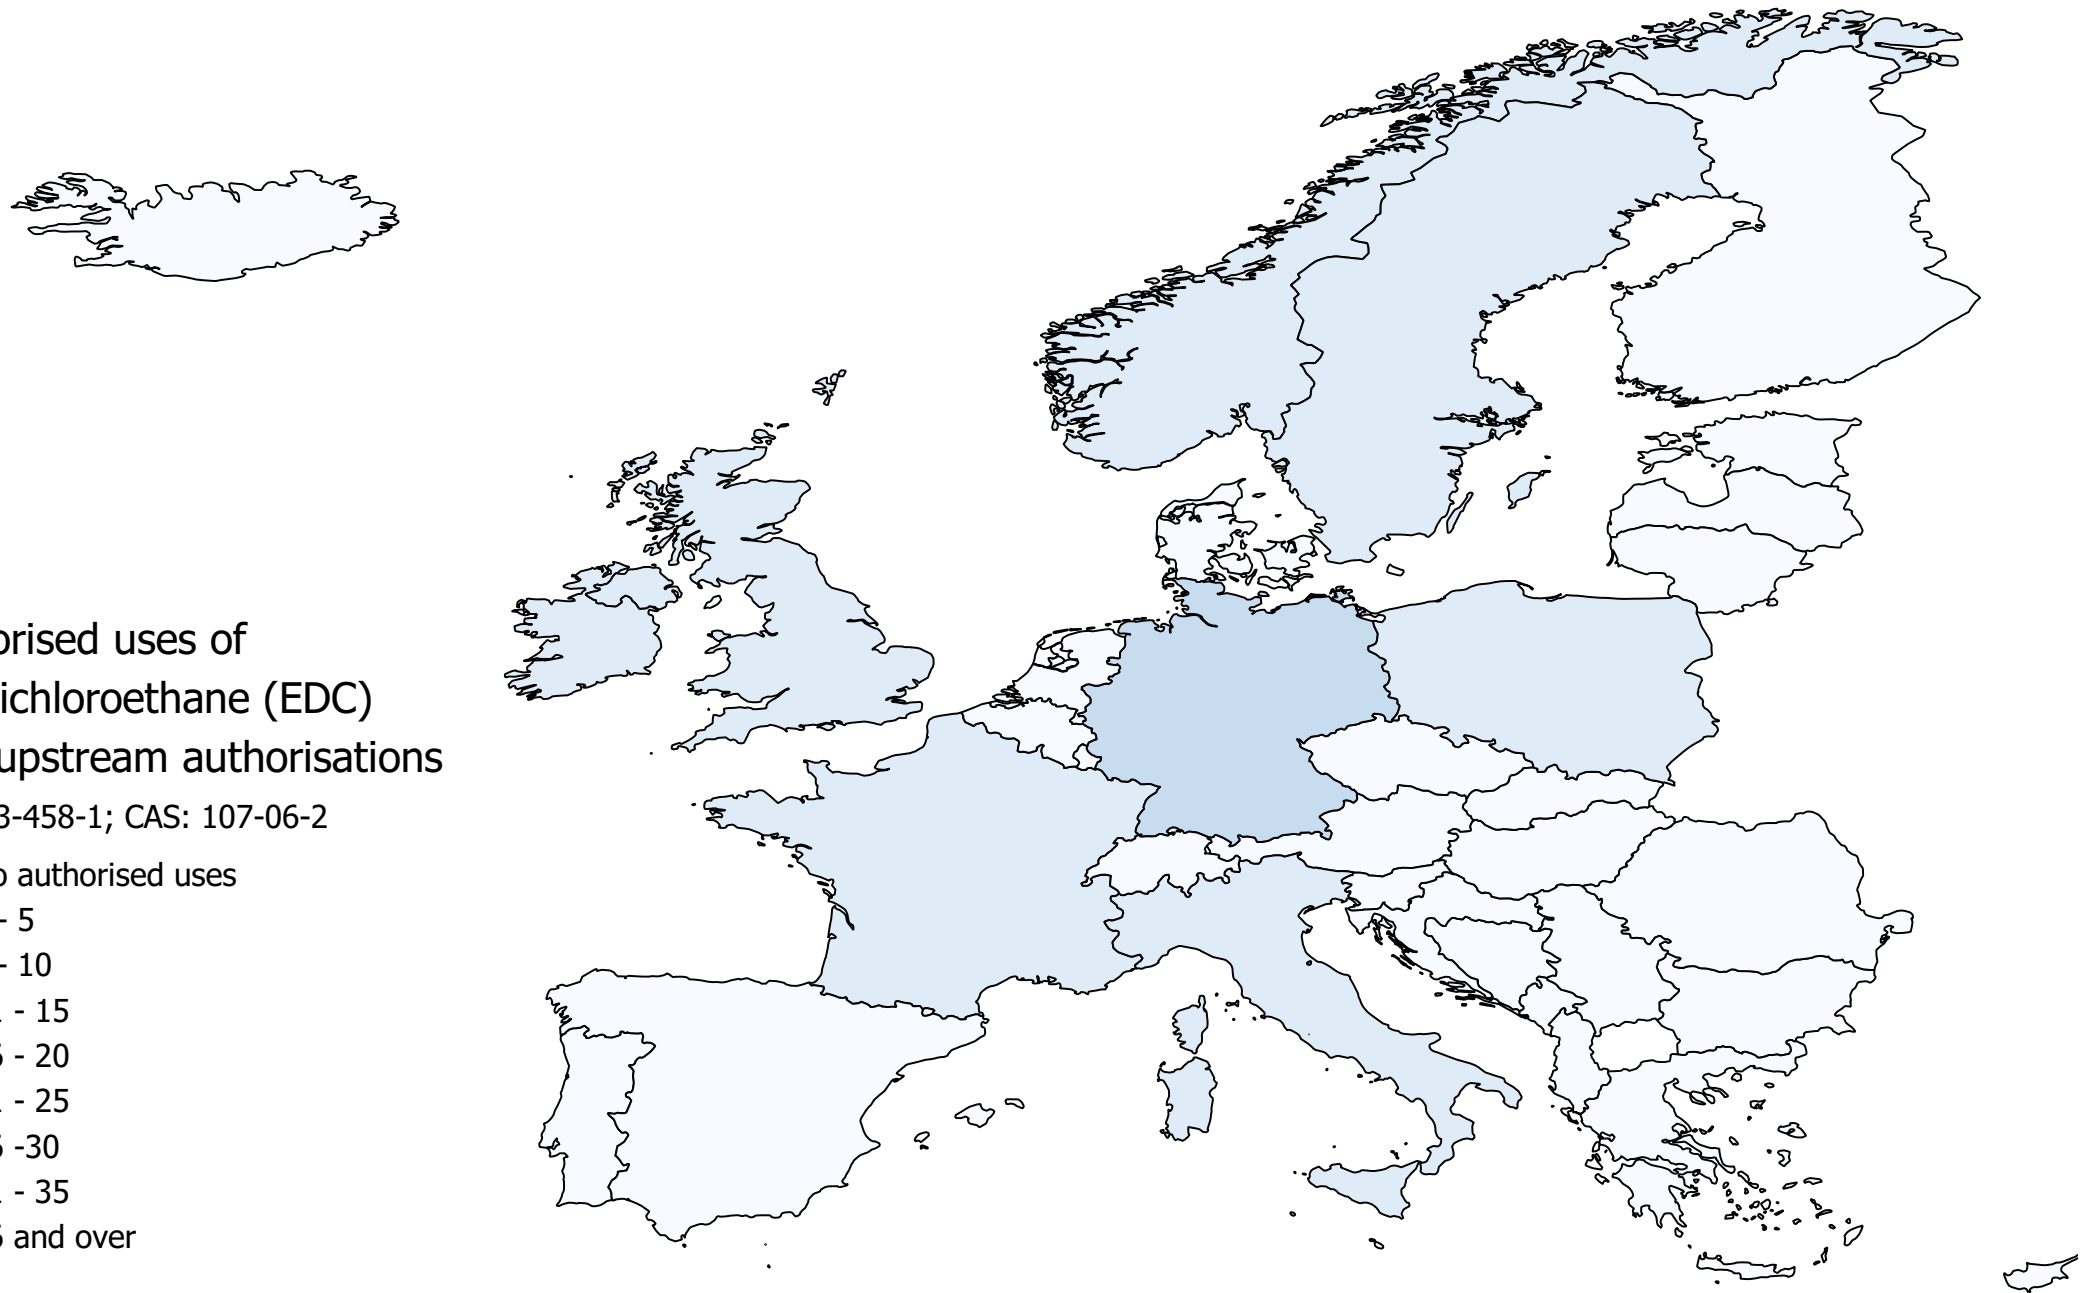 orised uses of
ichloroethane (EDC)
upstream authorisations
3-458-1; CAS: 107-06-2
o authorised uses
- 5
- 10
- 15
- 20
- 25
-30
- 35
and over